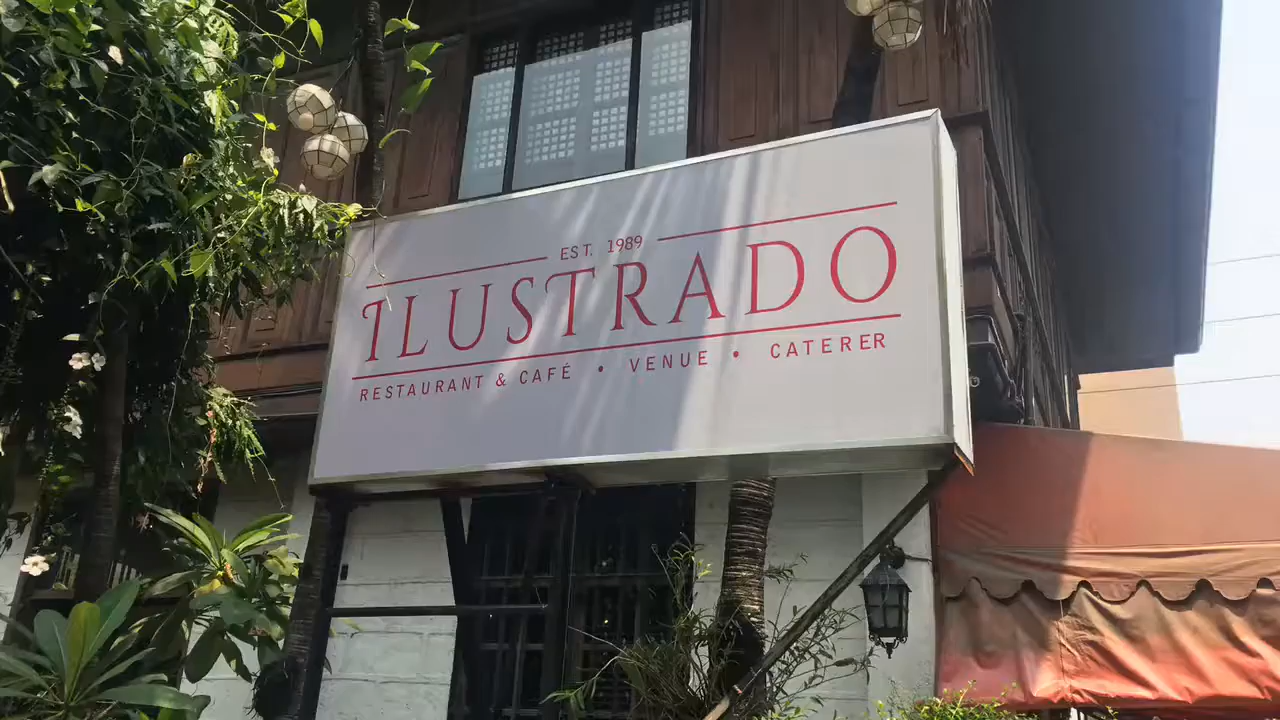 EST. 1989
ILUSTRADO
RESTAURANT & CAFÉ • VENUE • CATERER